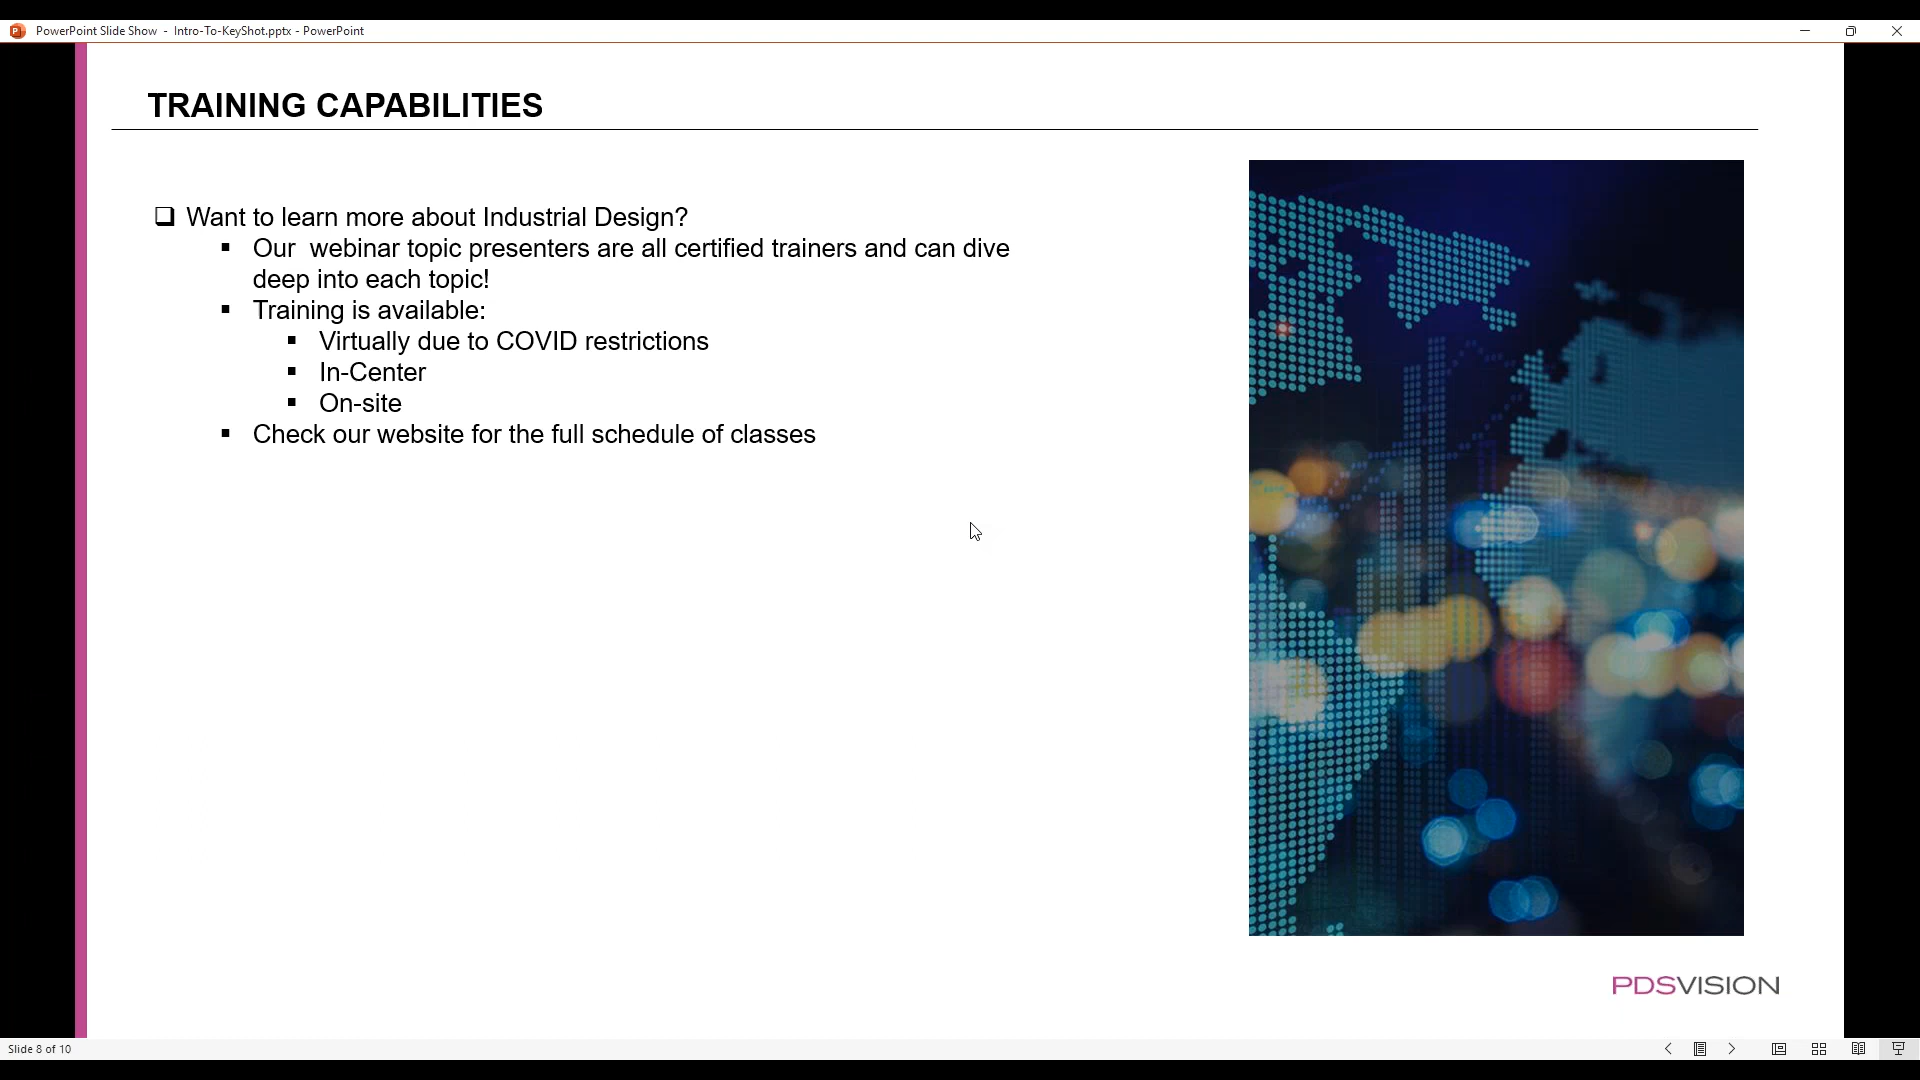 PowerPoint Slide Show - Intro-To-KeyShot.pptx - PowerPoint
TRAINING CAPABILITIES
Want to learn more about Industrial Design?
Our webinar topic presenters are all certified trainers and can dive
deep into each topic!
Training is available:
Virtually due to COVID restrictions
In-Center
On-site
Check our website for the full schedule of classes
PDSVISION
Slide 8 of 10